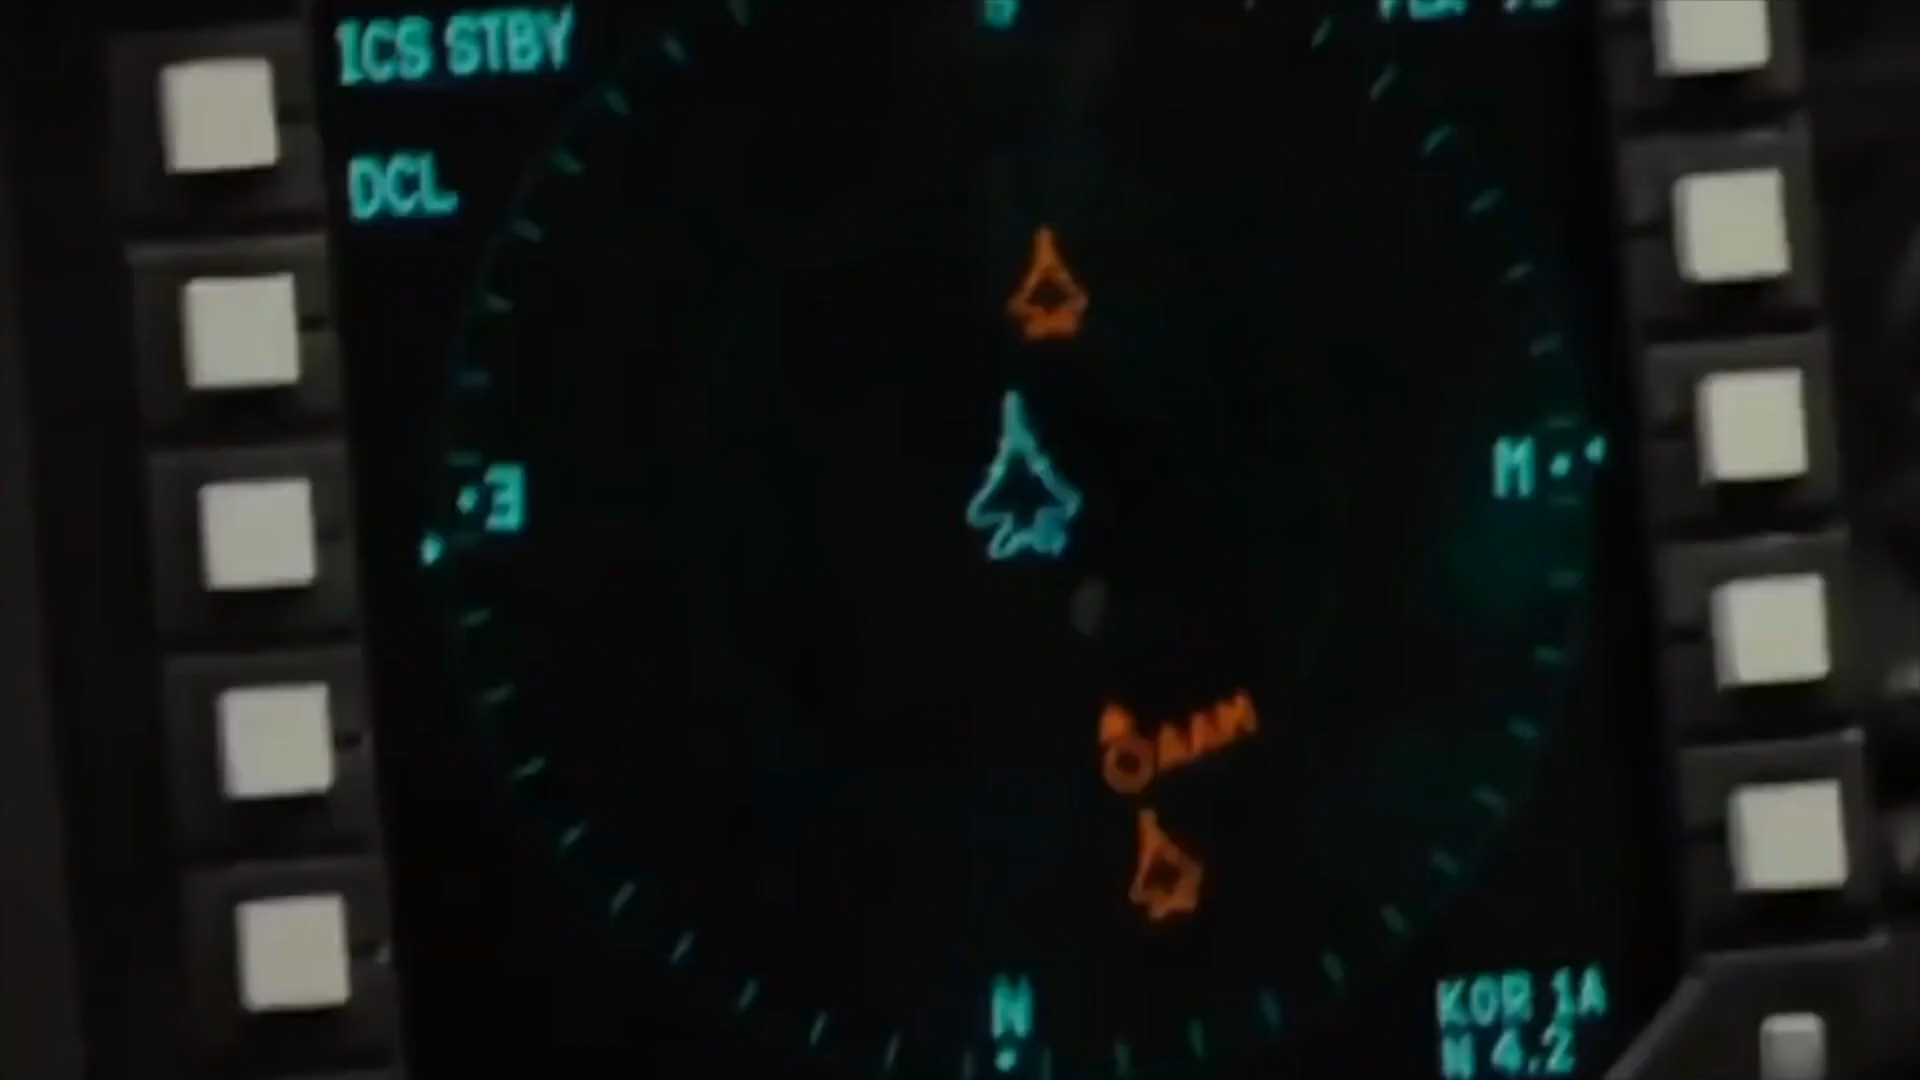 ICS STBY
DCL
E
M
AAM
N
KOR 1A
N 4.2